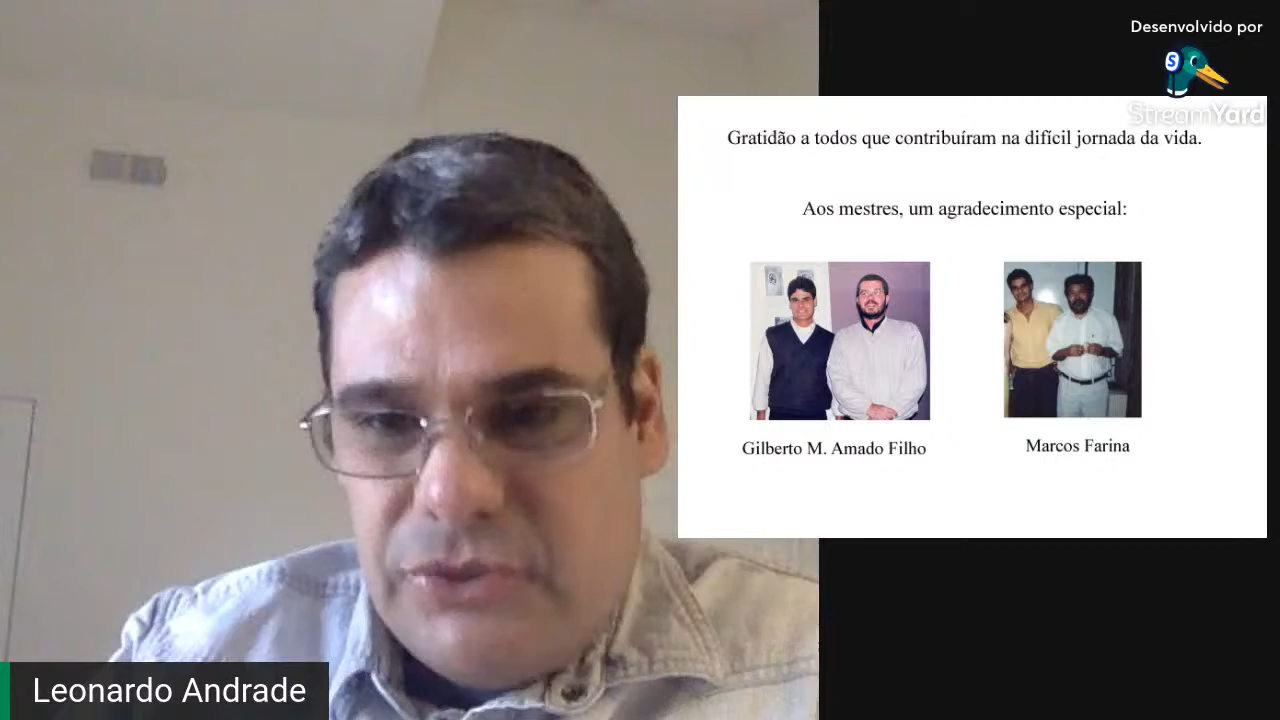 Desenvolvido por
StreamYard
Gratidão a todos que contribuíram na difícil jornada da vida.
Aos mestres, um agradecimento especial:
Gilberto M. Amado Filho
Marcos Farina
Leonardo Andrade